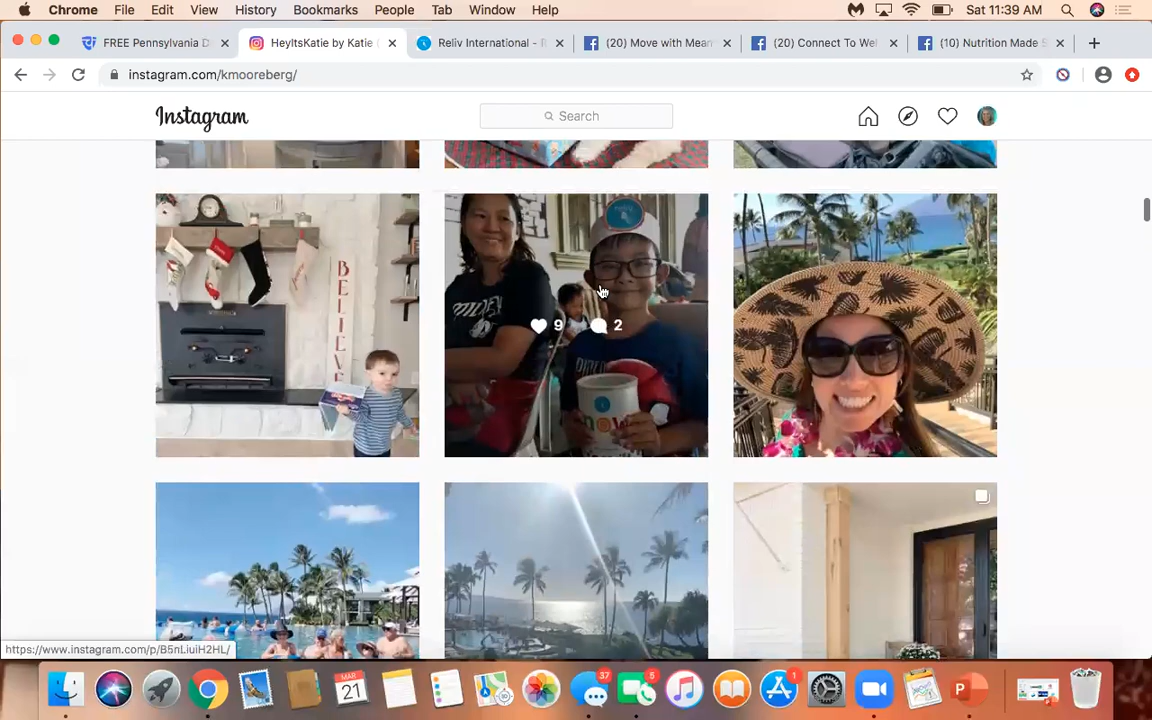 Chrome File Edit View History Bookmarks People Tab Window Help Sat 11:39 AM
FREE Pennsylvania D
HeyItsKatie by Katie (
Reliv International - R
(20) Move with Mean
(20) Connect To Wel
(10) Nutrition Made S
instagram.com/kmooreberg/
Instagram
Search
BELIEVE
9 2
now
https://www.instagram.com/p/B5nLiuiH2HL/
MAR
21
37
5
1
P